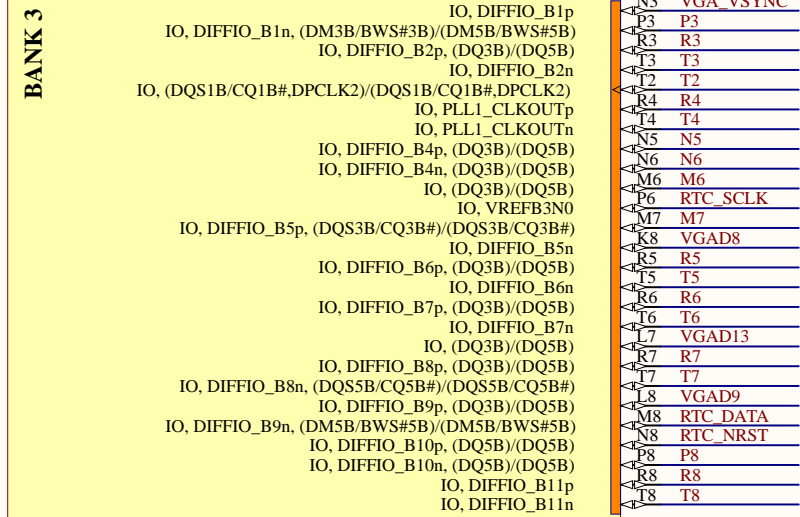 BANK 3
IO, DIFFIO_B1p N3 VGA_VSYNC
IO, DIFFIO_B1n, (DM3B/BWS#3B)/(DM5B/BWS#5B) P3 P3
IO, DIFFIO_B2p, (DQ3B)/(DQ5B) R3 R3
IO, DIFFIO_B2n T3 T3
IO, (DQS1B/CQ1B#,DPCLK2)/(DQS1B/CQ1B#,DPCLK2) T2 T2
IO, PLL1_CLKOUTp R4 R4
IO, PLL1_CLKOUTn T4 T4
IO, DIFFIO_B4p, (DQ3B)/(DQ5B) N5 N5
IO, DIFFIO_B4n, (DQ3B)/(DQ5B) N6 N6
IO, (DQ3B)/(DQ5B) M6 M6
IO, VREFB3N0 P6 RTC_SCLK
IO, DIFFIO_B5p, (DQS3B/CQ3B#)/(DQS3B/CQ3B#) M7 M7
IO, DIFFIO_B5n K8 VGAD8
IO, DIFFIO_B6p, (DQ3B)/(DQ5B) R5 R5
IO, DIFFIO_B6n T5 T5
IO, DIFFIO_B7p, (DQ3B)/(DQ5B) R6 R6
IO, DIFFIO_B7n T6 T6
IO, (DQ3B)/(DQ5B) L7 VGAD13
IO, DIFFIO_B8p, (DQ3B)/(DQ5B) R7 R7
IO, DIFFIO_B8n, (DQS5B/CQ5B#)/(DQS5B/CQ5B#) T7 T7
IO, DIFFIO_B9p, (DQ3B)/(DQ5B) L8 VGAD9
IO, DIFFIO_B9n, (DM5B/BWS#5B)/(DM5B/BWS#5B) M8 RTC_DATA
IO, DIFFIO_B10p, (DQ5B)/(DQ5B) N8 RTC_NRST
IO, DIFFIO_B10n, (DQ5B)/(DQ5B) P8 P8
IO, DIFFIO_B11p R8 R8
IO, DIFFIO_B11n T8 T8